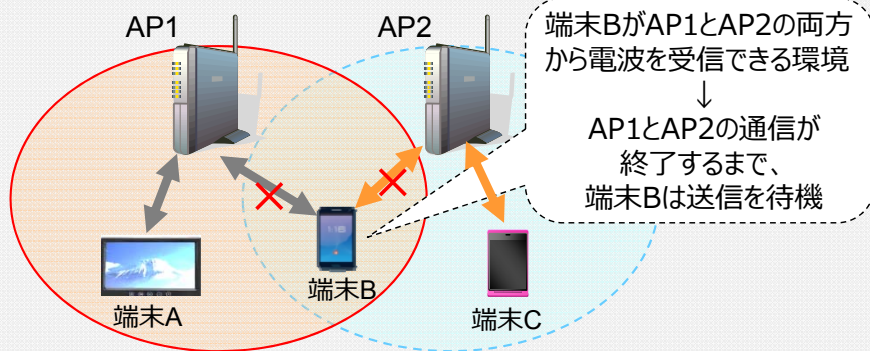 AP1
AP2
端末BがAP1とAP2の両方
から電波を受信できる環境
↓
AP1とAP2の通信が
終了するまで、
端末Bは送信を待機
端末A
端末B
端末C